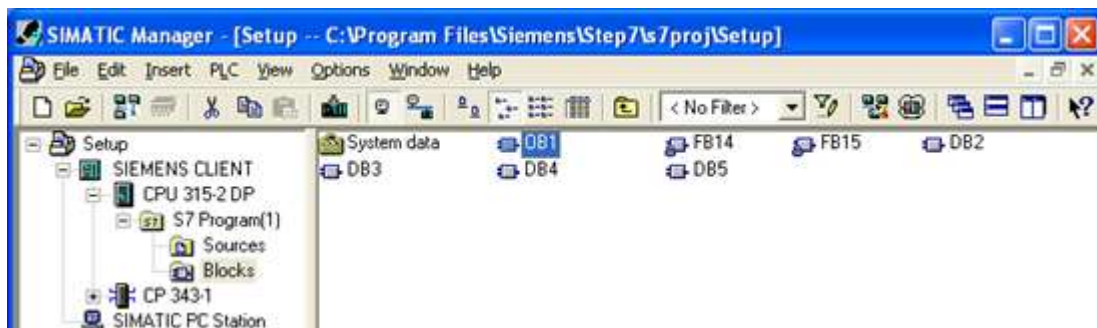 SIMATIC Manager - [Setup -- C:\Program Files\Siemens\Step7\s7proj\Setup]
File Edit Insert PLC View Options Window Help
< No Filter >
Setup
SIEMENS CLIENT
CPU 315-2 DP
S7 Program(1)
Sources
Blocks
CP 343-1
SIMATIC PC Station
System data OB1 FB14 FB15 DB2
DB3 DB4 DB5